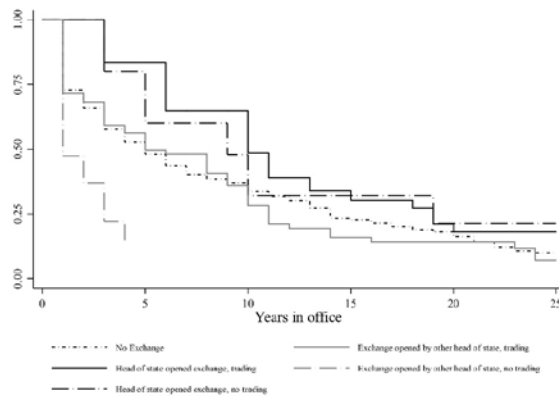 1.00
0.75
0.50
0.25
0.00
0 5 10 15 20 25
Years in office
No Exchange
Exchange opened by other head of state, trading
Head of state opened exchange, trading
Exchange opened by other head of state, no trading
Head of state opened exchange, no trading